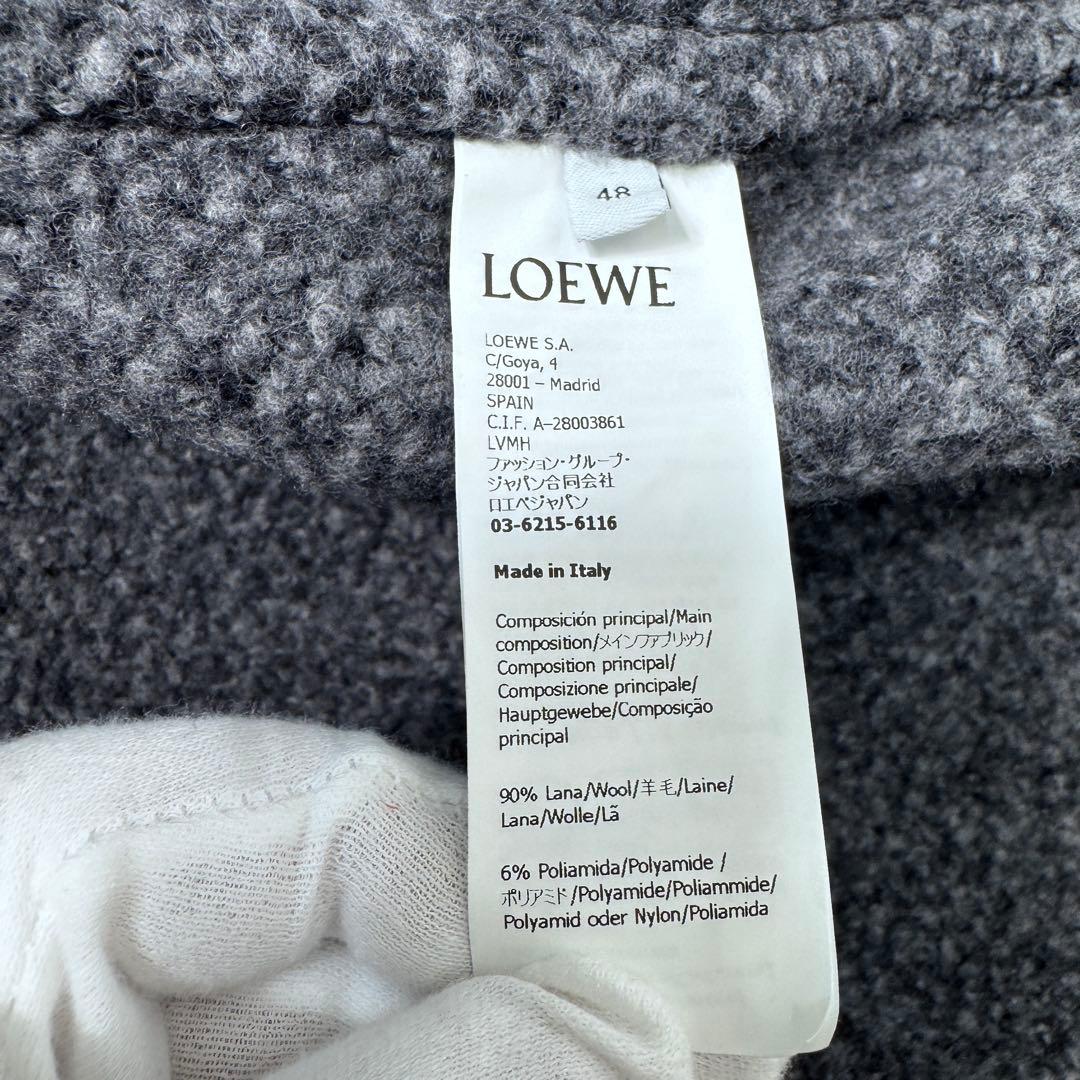 48
LOEWE
LOEWE S.A.
C/Goya, 4
28001 – Madrid
SPAIN
C.I.F. A–28003861
LVMH
ファッション・グループ・
ジャパン合同会社
ロエベジャパン
03-6215-6116
Made in Italy
Composición principal/Main
composition/メインファブリック/
Composition principal/
Composizione principale/
Hauptgewebe/Composição
principal
90% Lana/Wool/羊毛/Laine/
Lana/Wolle/Lã
6% Poliamida/Polyamide /
ポリアミド/Polyamide/Poliammide/
Polyamid oder Nylon/Poliamida